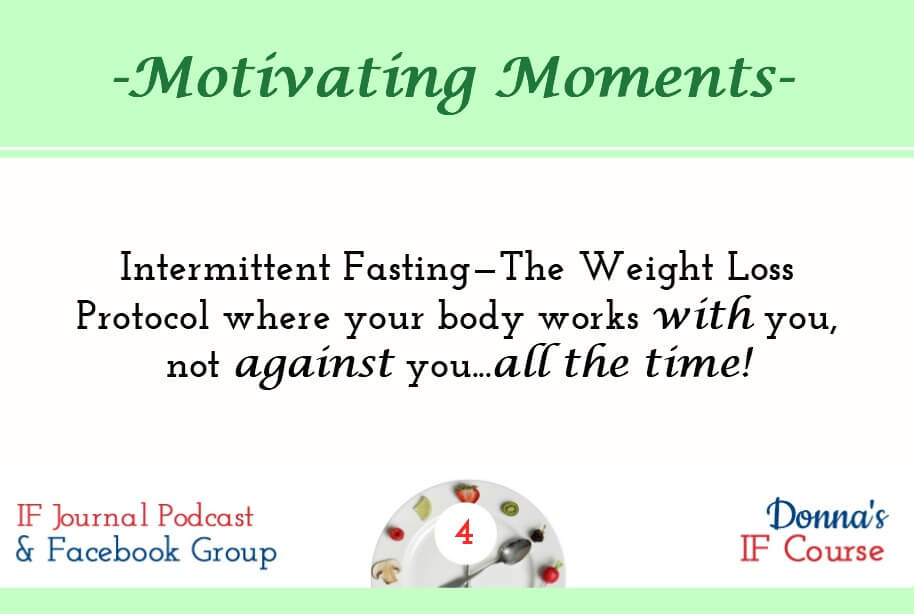 -Motivating Moments-
Intermittent Fasting–The Weight Loss
Protocol where your body works with you,
not against you...all the time!
IF Journal Podcast
& Facebook Group
4
Donna's
IF Course